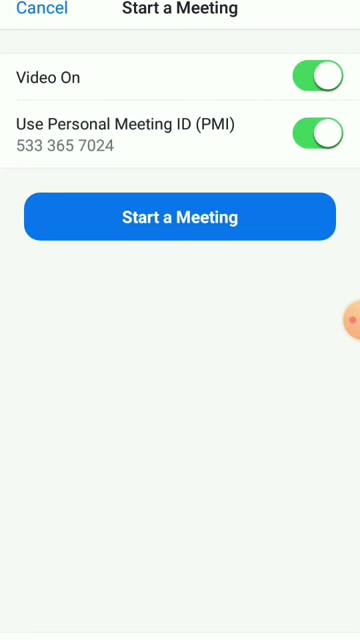 Cancel Start a Meeting
Video On
Use Personal Meeting ID (PMI)
533 365 7024
Start a Meeting